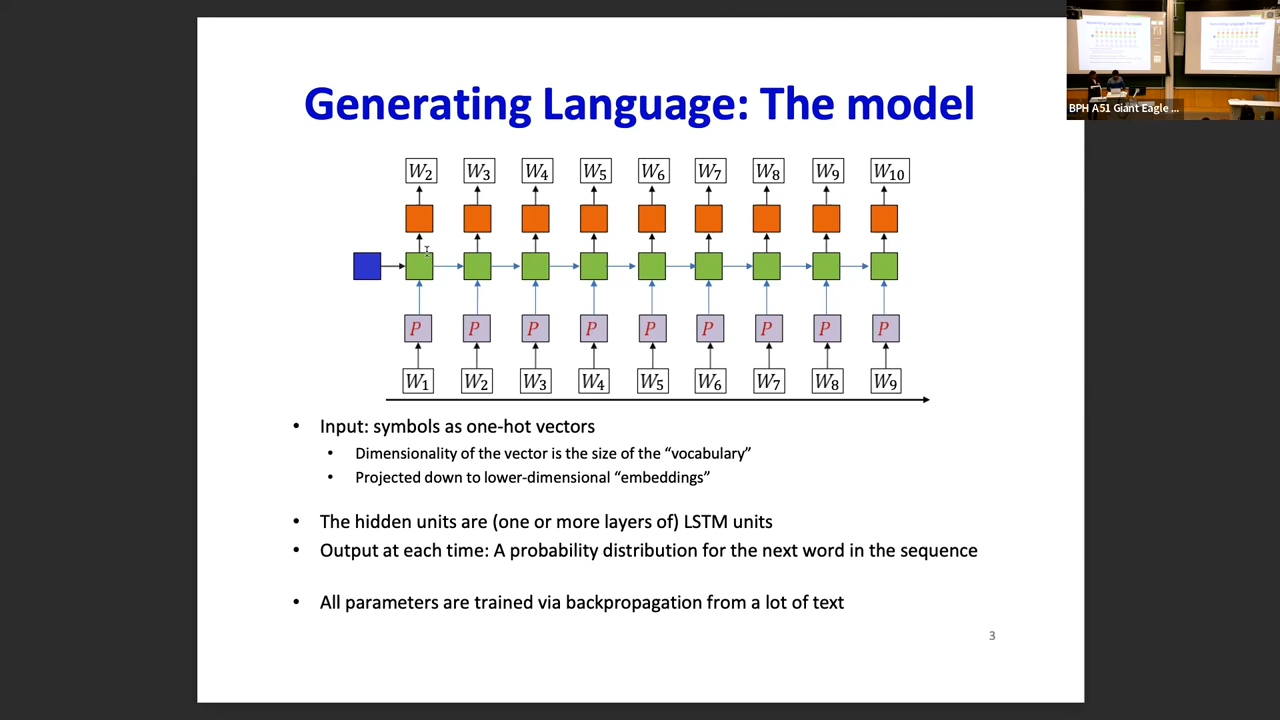 Generating Language: The model
BPH A51 Giant Eagle ...
W2 W3 W4 W5 W6 W7 W8 W9 W10
P P P P P P P P P
W1 W2 W3 W4 W5 W6 W7 W8 W9
• Input: symbols as one-hot vectors
• Dimensionality of the vector is the size of the “vocabulary”
• Projected down to lower-dimensional “embeddings”
• The hidden units are (one or more layers of) LSTM units
• Output at each time: A probability distribution for the next word in the sequence
• All parameters are trained via backpropagation from a lot of text
3